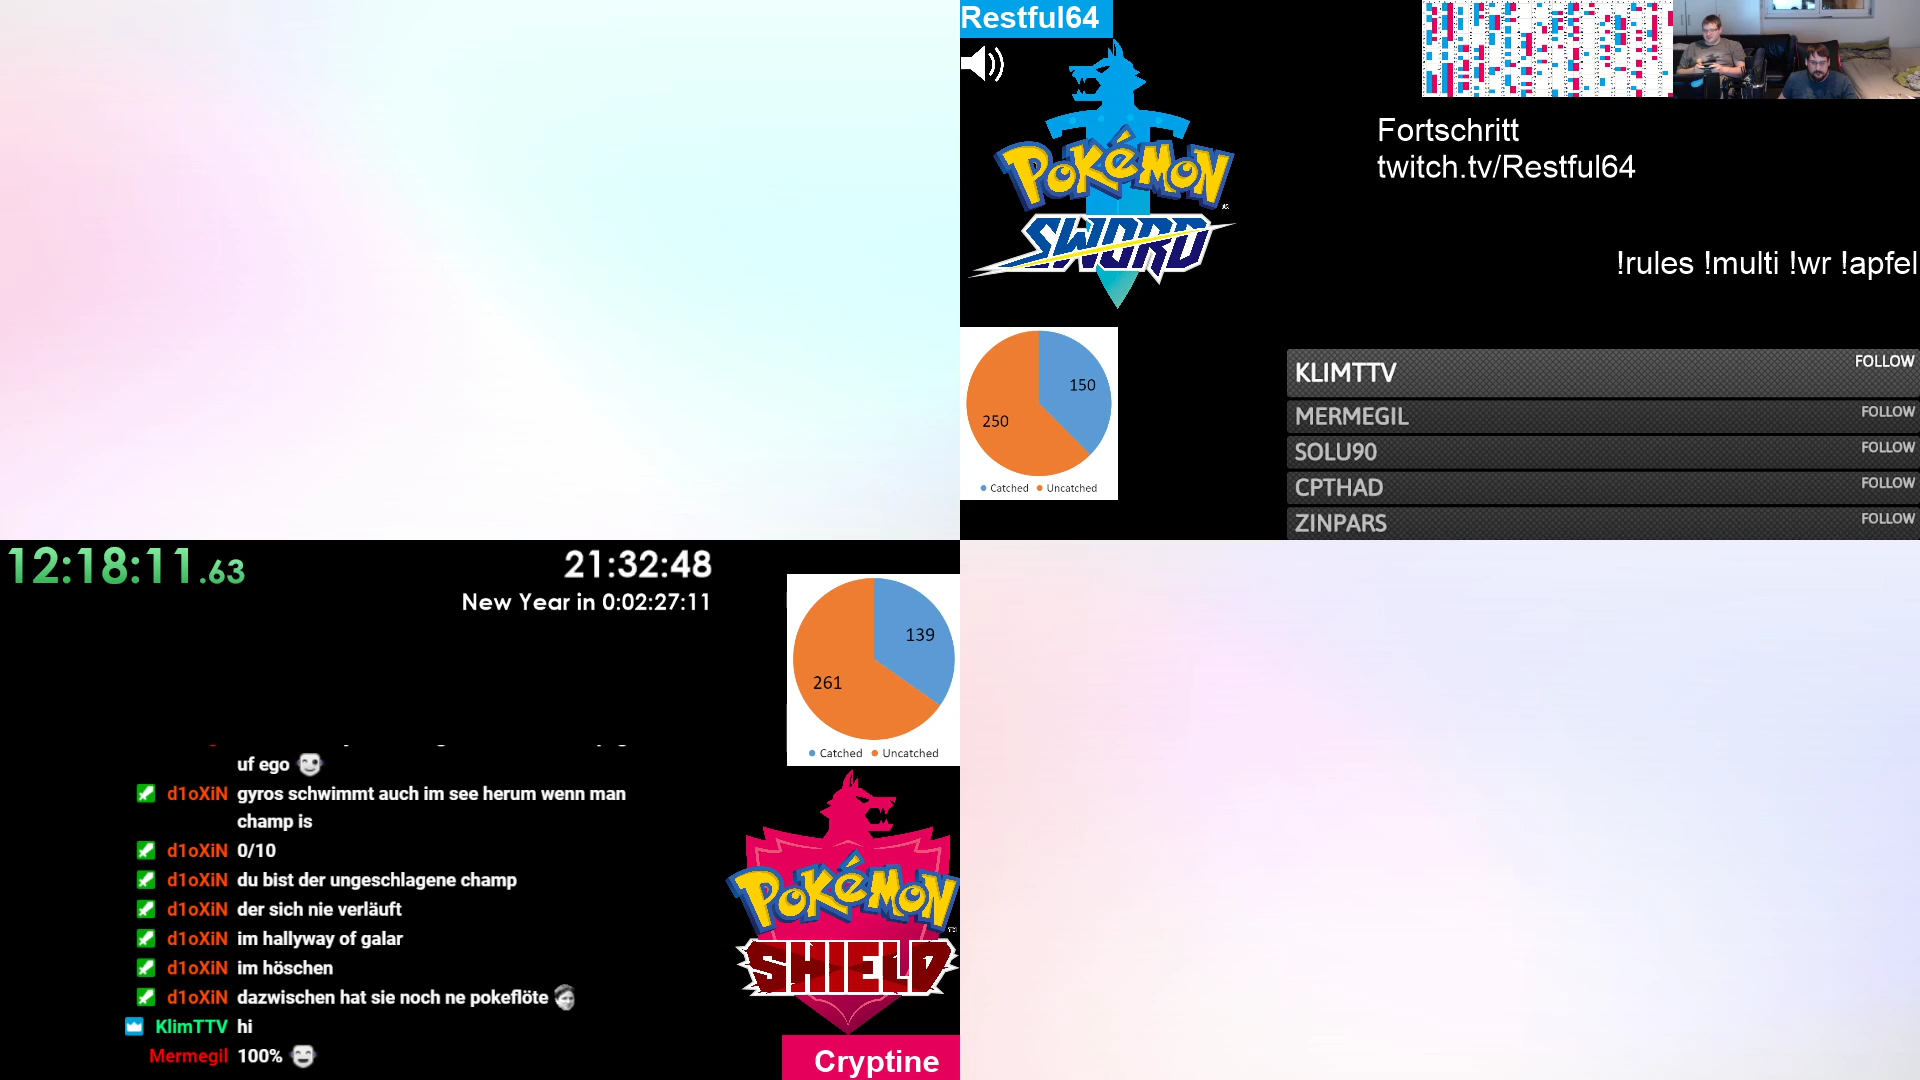 Restful64
POKéMON
SWORD
Fortschritt
twitch.tv/Restful64
!rules !multi !wr !apfel
150
250
Catched Uncatched
KLIMTTV FOLLOW
MERMEGIL FOLLOW
SOLU90 FOLLOW
CPTHAD FOLLOW
ZINPARS FOLLOW
12:18:11.63
21:32:48
New Year in 0:02:27:11
139
261
Catched Uncatched
uf ego
d1oXiN gyros schwimmt auch im see herum wenn man
champ is
d1oXiN 0/10
d1oXiN du bist der ungeschlagene champ
d1oXiN der sich nie verläuft
d1oXiN im hallyway of galar
d1oXiN im höschen
d1oXiN dazwischen hat sie noch ne pokeflöte
KlimTTV hi
Mermegil 100%
POKéMON
SHIELD
Cryptine